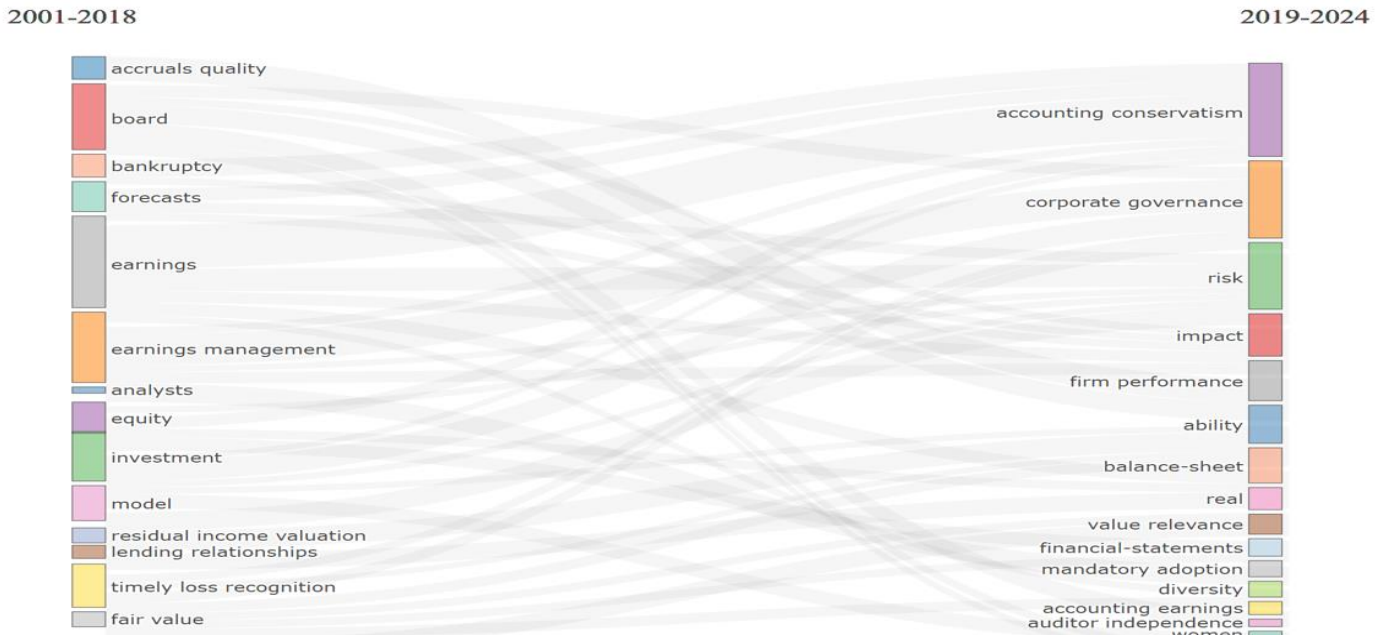 2001-2018
2019-2024
accruals quality
board
bankruptcy
forecasts
earnings
earnings management
analysts
equity
investment
model
residual income valuation
lending relationships
timely loss recognition
fair value
accounting conservatism
corporate governance
risk
impact
firm performance
ability
balance-sheet
real
value relevance
financial-statements
mandatory adoption
diversity
accounting earnings
auditor independence
women